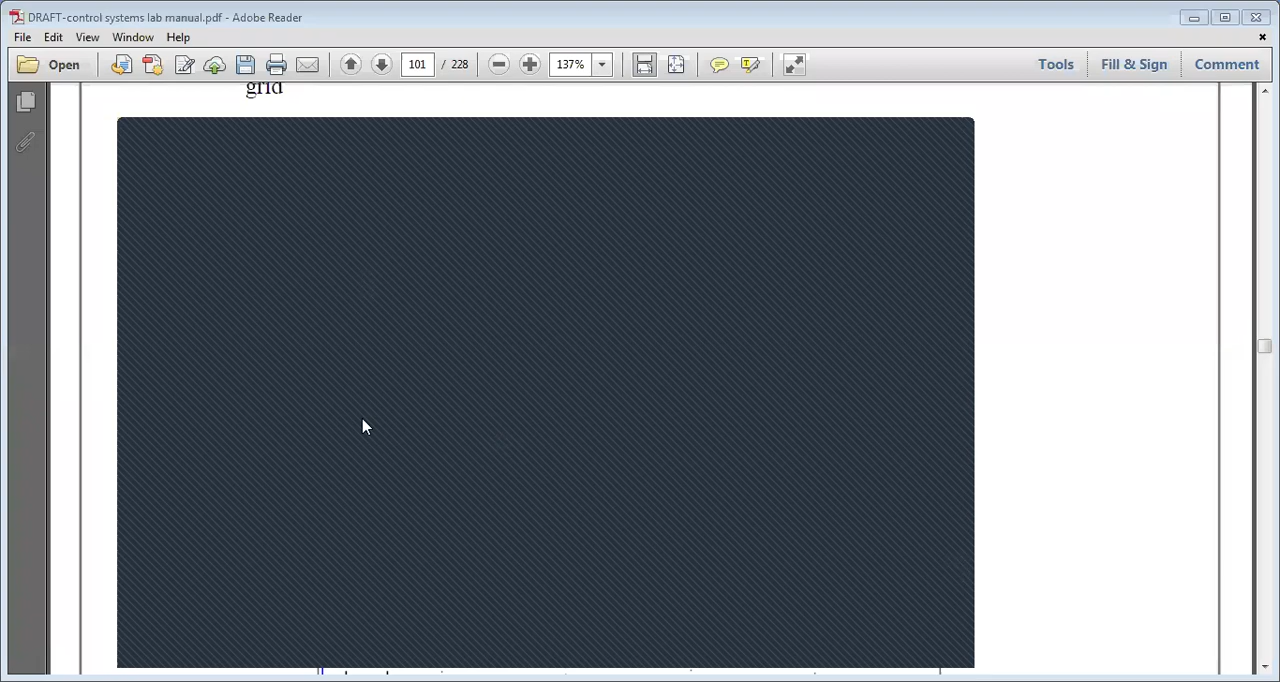 DRAFT-control systems lab manual.pdf - Adobe Reader
File Edit View Window Help
Open 101 / 228 137% Tools Fill & Sign Comment
grid